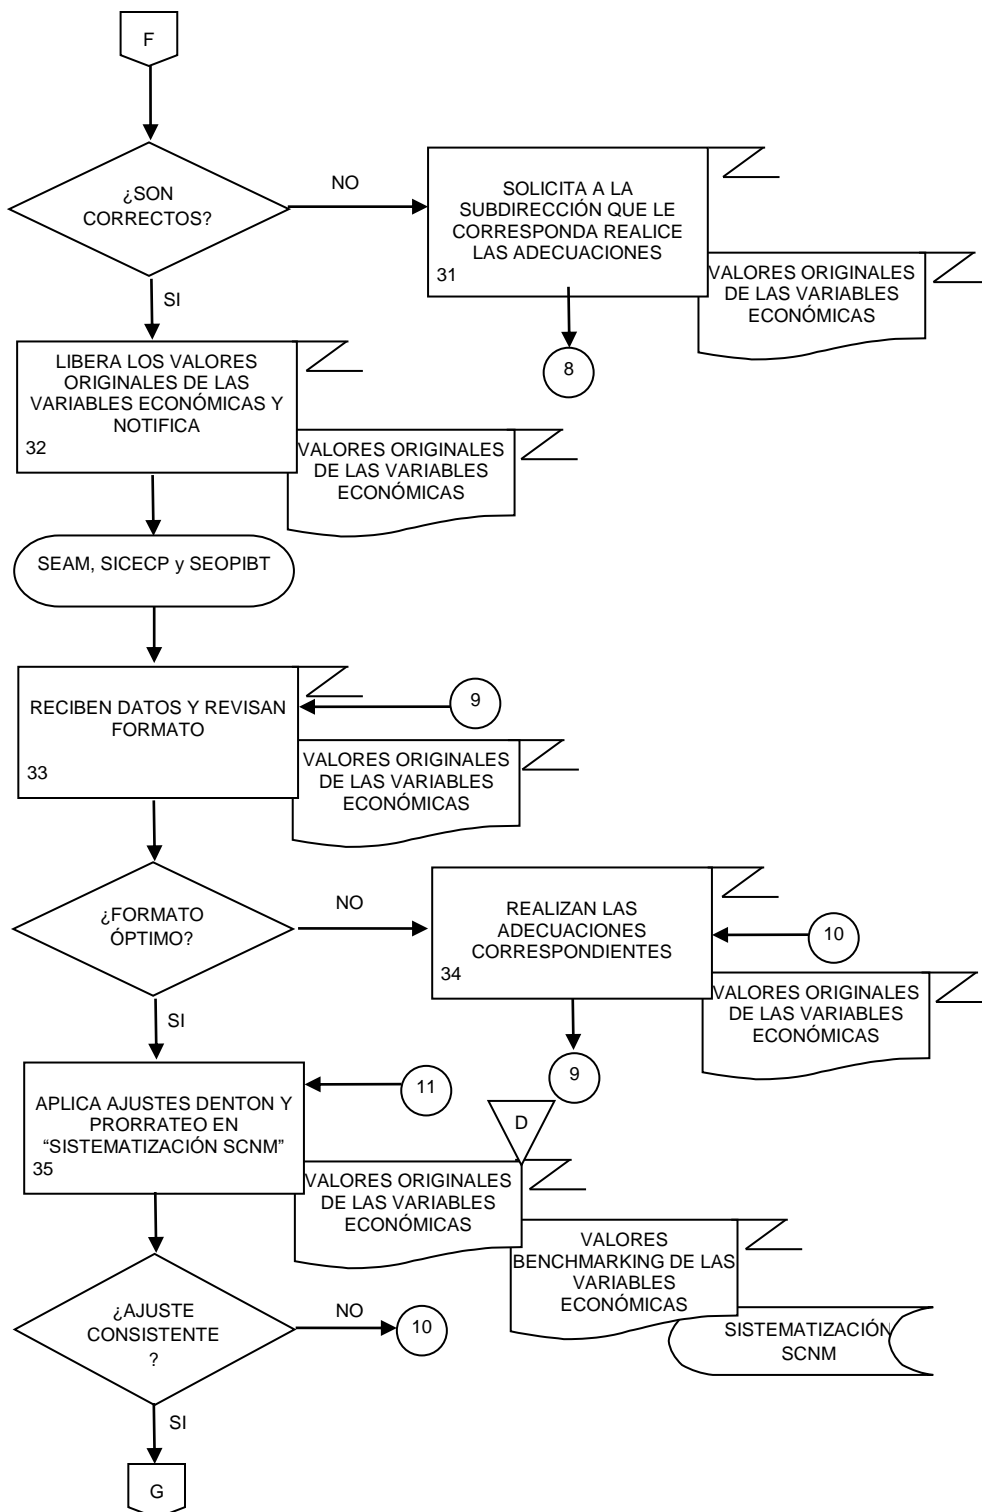 F
¿SON
CORRECTOS?
NO
SOLICITA A LA
SUBDIRECCIÓN QUE LE
CORRESPONDA REALICE
LAS ADECUACIONES
31
VALORES ORIGINALES
DE LAS VARIABLES
ECONÓMICAS
8
SI
LIBERA LOS VALORES
ORIGINALES DE LAS
VARIABLES ECONÓMICAS Y
NOTIFICA
32
VALORES ORIGINALES
DE LAS VARIABLES
ECONÓMICAS
SEAM, SICECP y SEOPIBT
RECIBEN DATOS Y REVISAN
FORMATO
33
9
VALORES ORIGINALES
DE LAS VARIABLES
ECONÓMICAS
¿FORMATO
ÓPTIMO?
NO
REALIZAN LAS
ADECUACIONES
CORRESPONDIENTES
34
10
VALORES ORIGINALES
DE LAS VARIABLES
ECONÓMICAS
9
SI
APLICA AJUSTES DENTON Y
PRORRATEO EN
“SISTEMATIZACIÓN SCNM”
35
11
D
VALORES ORIGINALES
DE LAS VARIABLES
ECONÓMICAS
VALORES
BENCHMARKING DE LAS
VARIABLES
ECONÓMICAS
SISTEMATIZACIÓN
SCNM
¿AJUSTE
CONSISTENTE
?
NO
10
SI
G